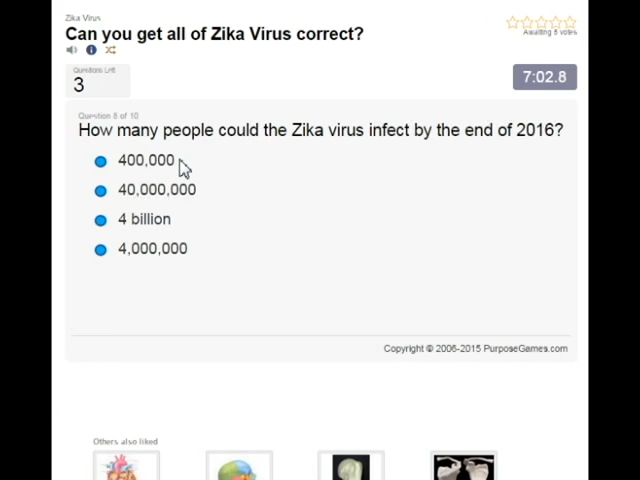 Zika Virus
Can you get all of Zika Virus correct?
Awaiting 5 votes
Questions Left
3
7:02.8
Question 8 of 10
How many people could the Zika virus infect by the end of 2016?
400,000
40,000,000
4 billion
4,000,000
Copyright © 2006-2015 PurposeGames.com
Others also liked